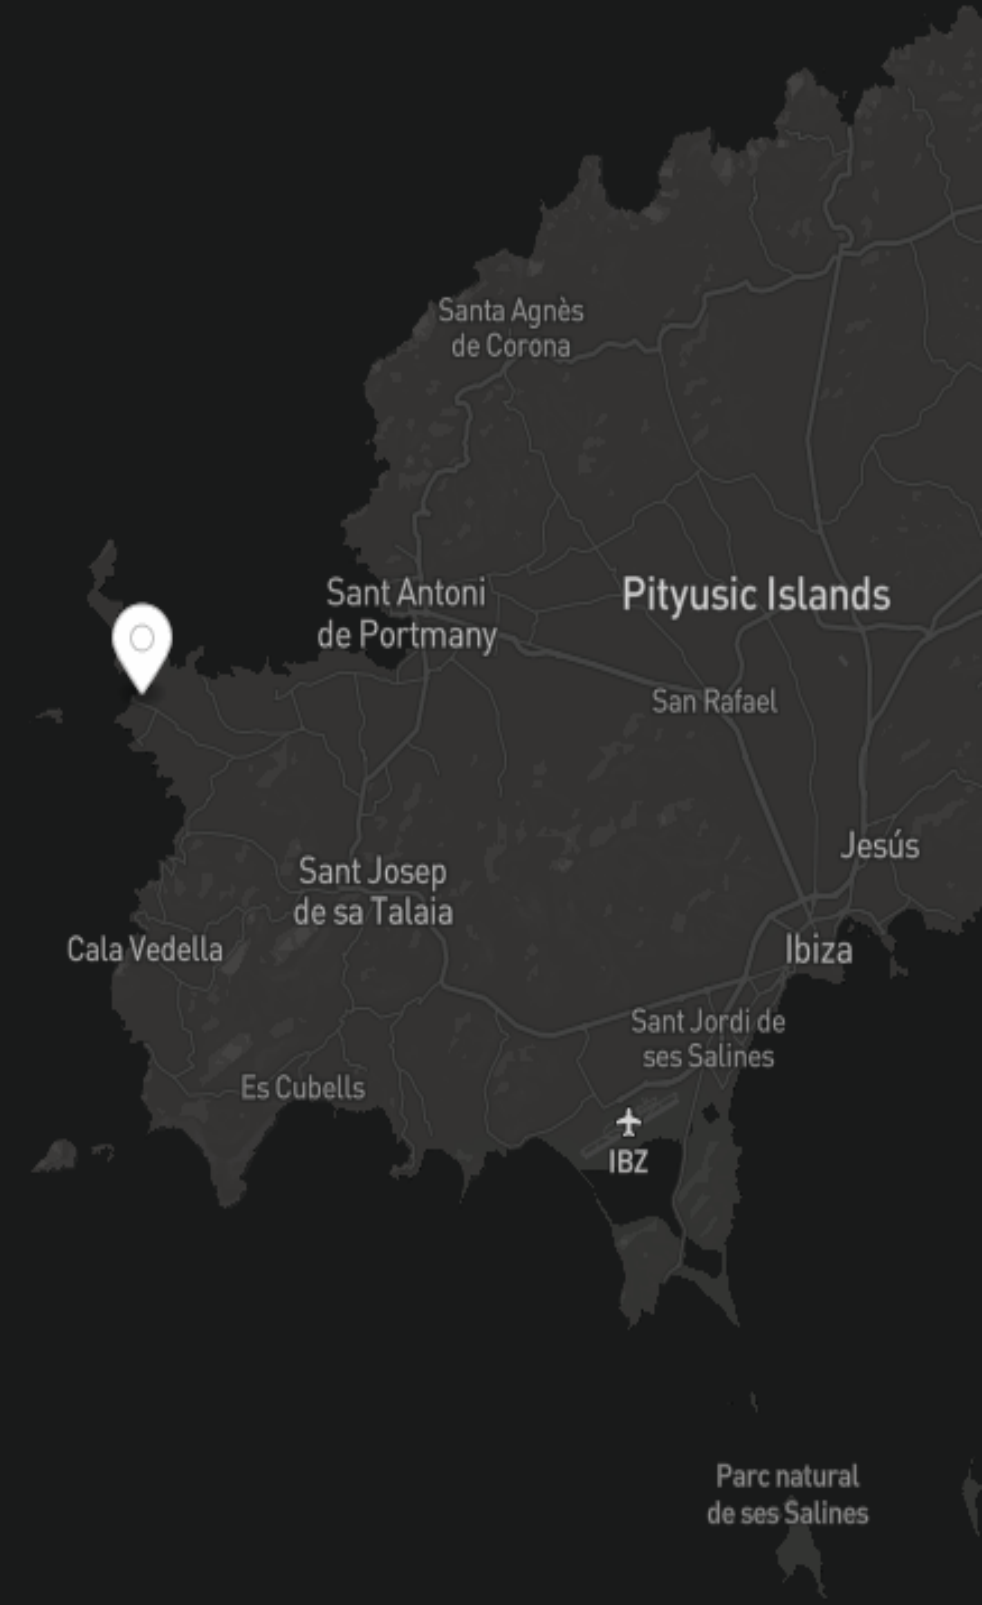 Santa Agnès
de Corona
Sant Antoni
de Portmany
Pityusic Islands
San Rafael
Jesús
Sant Josep
de sa Talaia
Cala Vedella
Ibiza
Sant Jordi de
ses Salines
Es Cubells
IBZ
Parc natural
de ses Salines